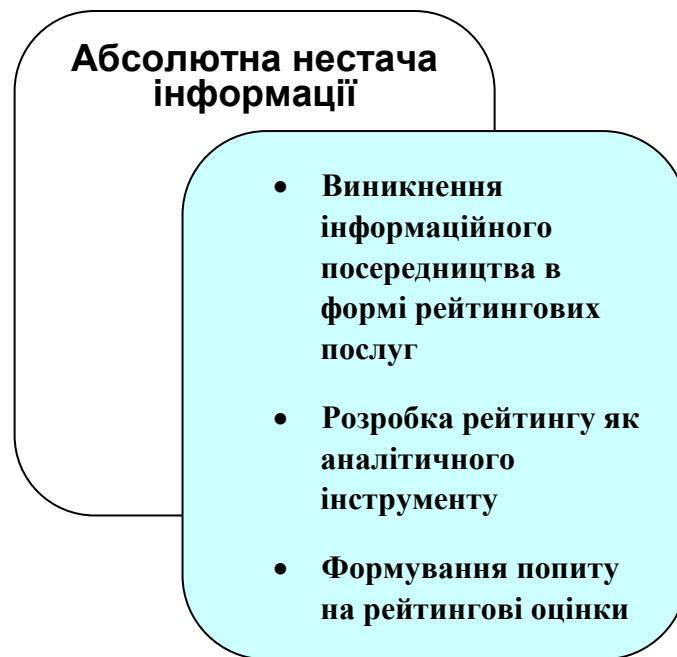 Абсолютна нестача
інформації
• Виникнення
інформаційного
посередництва в
формі рейтингових
послуг
• Розробка рейтингу як
аналітичного
інструменту
• Формування попиту
на рейтингові оцінки